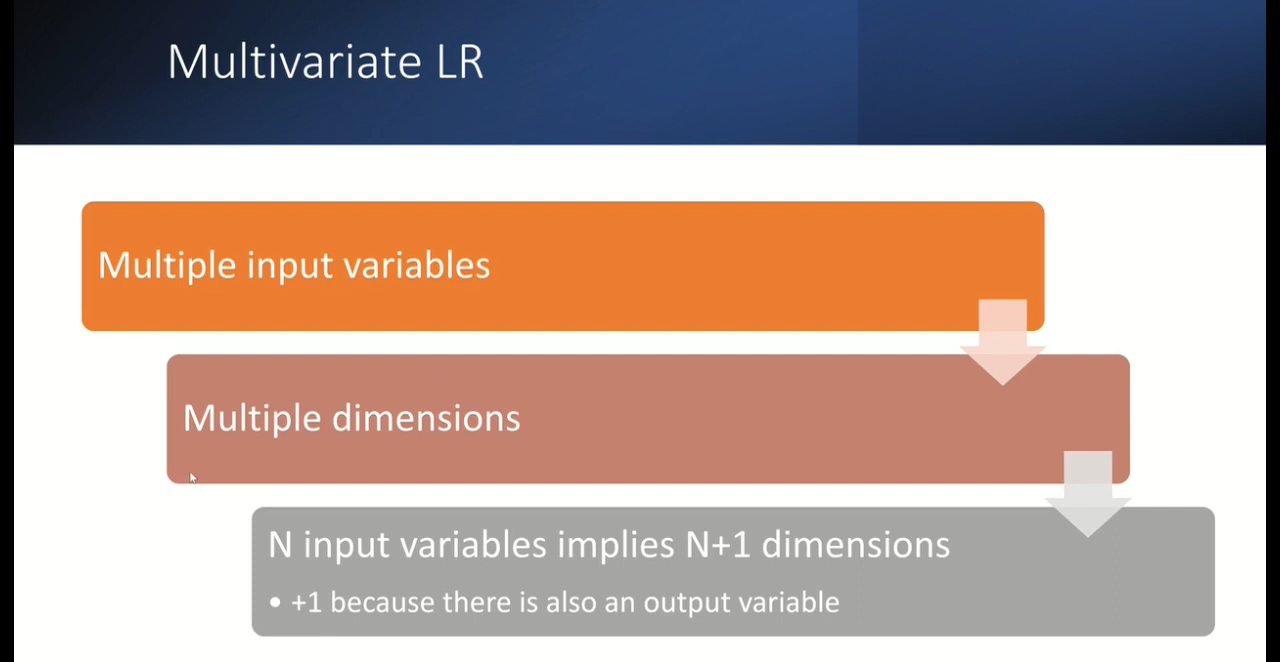 Multivariate LR
Multiple input variables
Multiple dimensions
N input variables implies N+1 dimensions
• +1 because there is also an output variable